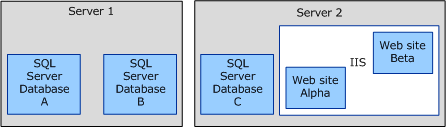 Server 1
SQL
Server
Database
A
SQL
Server
Database
B
Server 2
SQL
Server
Database
C
IIS
Web site
Alpha
Web site
Beta